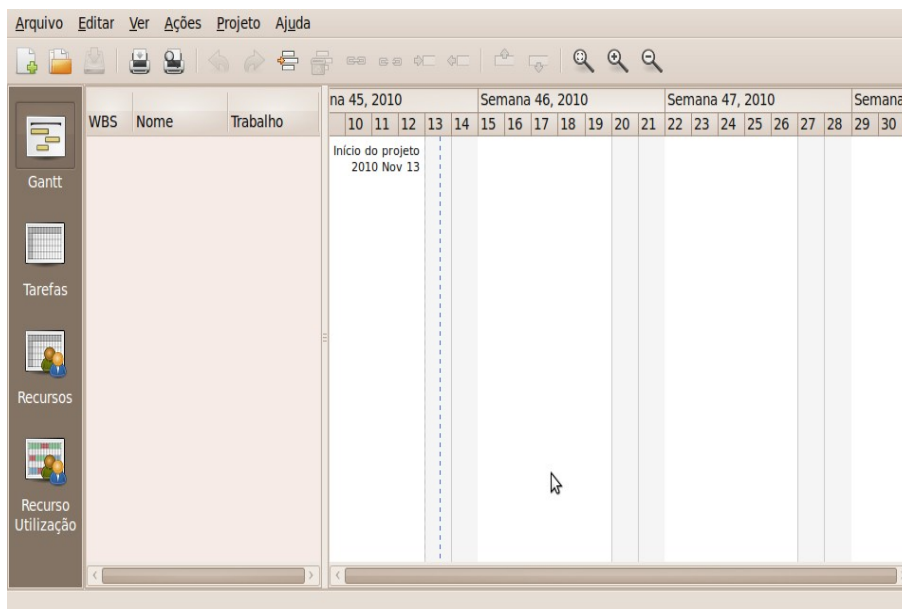 Arquivo Editar Ver Ações Projeto Ajuda
Gantt
Tarefas
Recursos
Recurso
Utilização
WBS Nome Trabalho
na 45, 2010 Semana 46, 2010 Semana 47, 2010 Semana
10 11 12 13 14 15 16 17 18 19 20 21 22 23 24 25 26 27 28 29 30
Início do projeto
2010 Nov 13